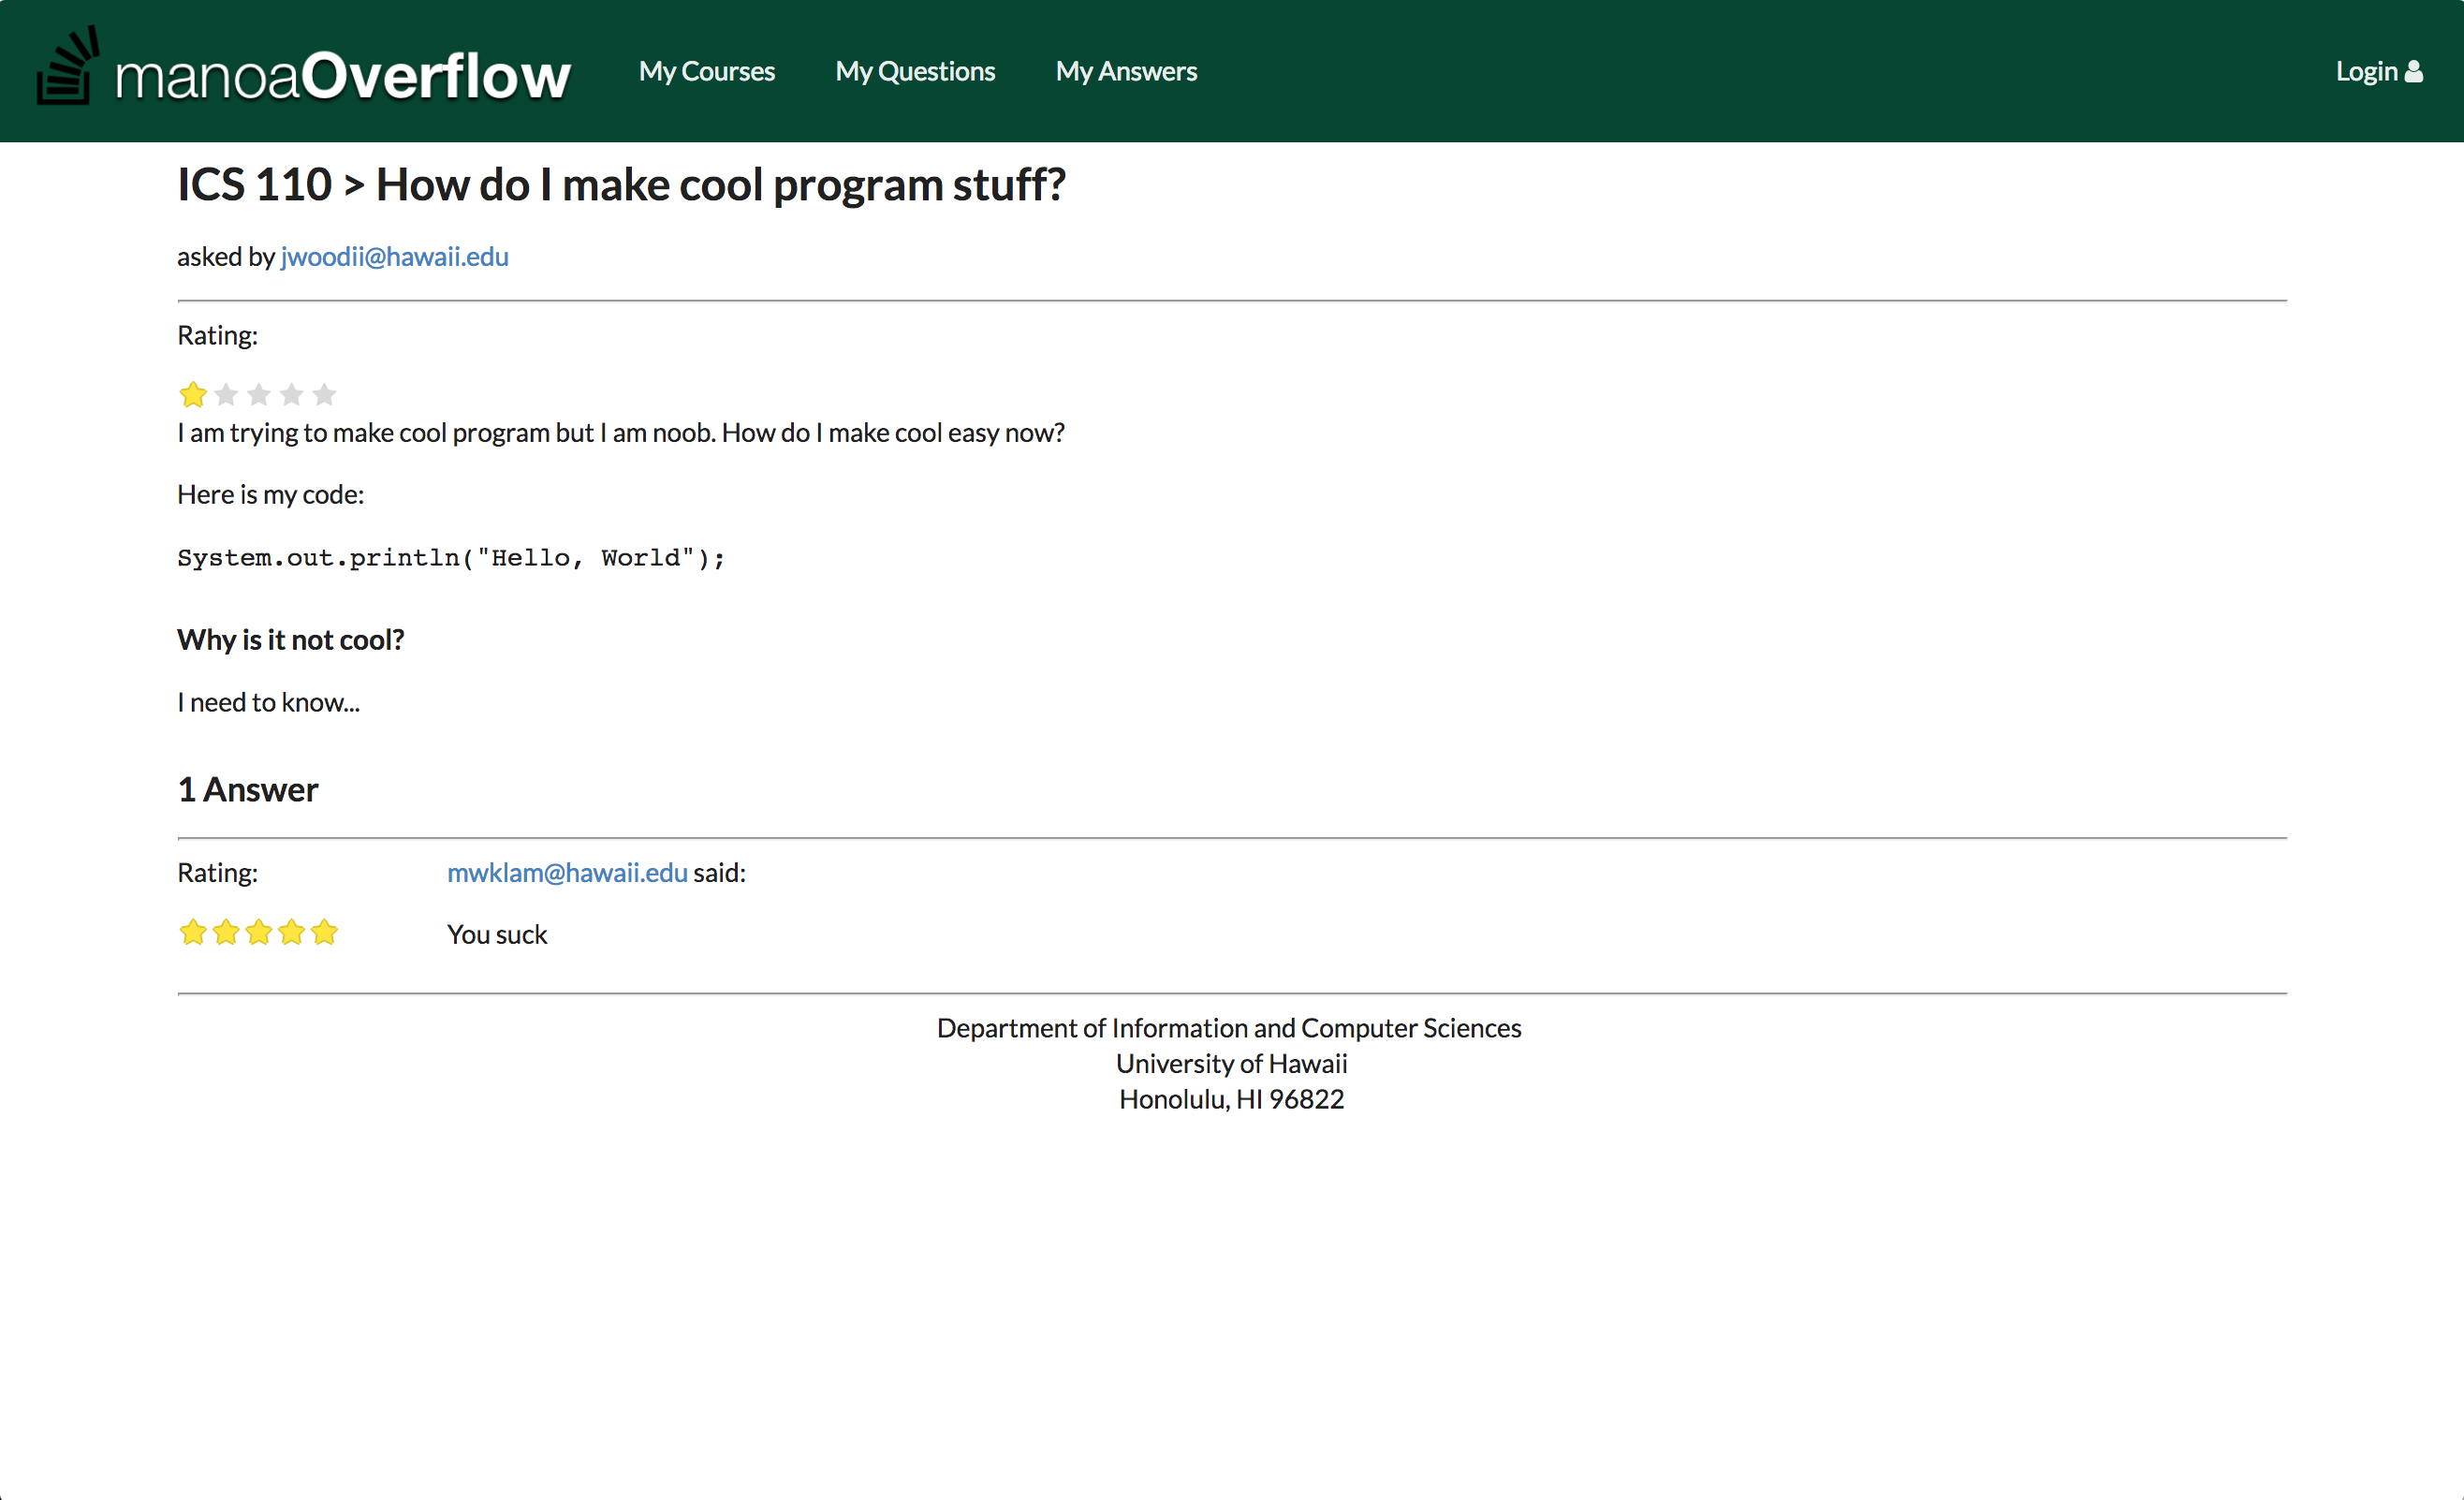 manoaOverflow My Courses My Questions My Answers Login
ICS 110 > How do I make cool program stuff?
asked by jwoodii@hawaii.edu
Rating:
I am trying to make cool program but I am noob. How do I make cool easy now?
Here is my code:
System.out.println("Hello, World");
Why is it not cool?
I need to know...
1 Answer
Rating: mwklam@hawaii.edu said:
You suck
Department of Information and Computer Sciences
University of Hawaii
Honolulu, HI 96822